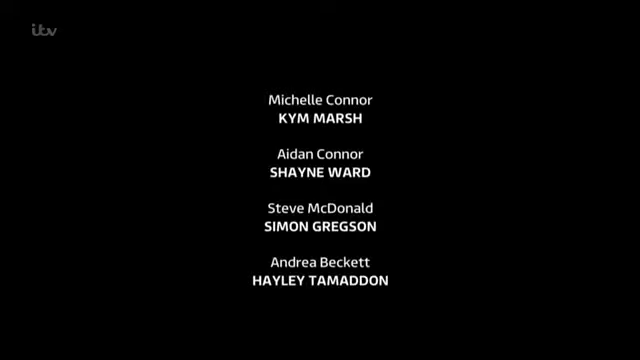 itv
Michelle Connor
KYM MARSH
Aidan Connor
SHAYNE WARD
Steve McDonald
SIMON GREGSON
Andrea Beckett
HAYLEY TAMADDON